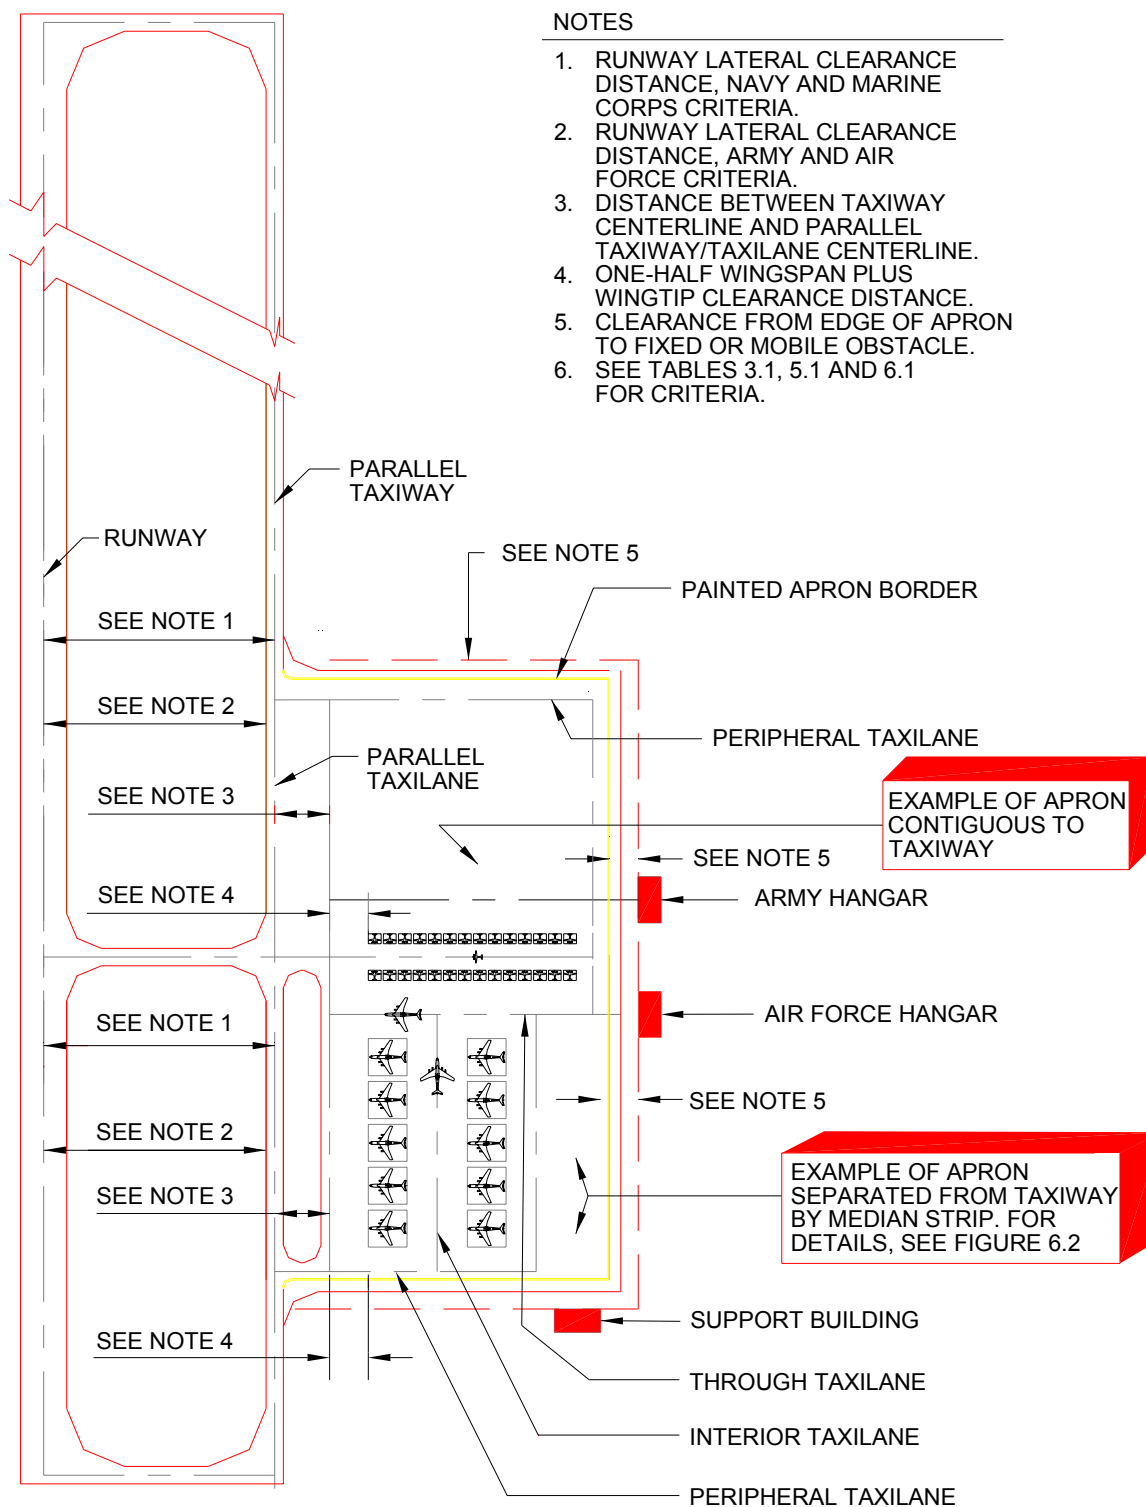 NOTES
1. RUNWAY LATERAL CLEARANCE
DISTANCE, NAVY AND MARINE
CORPS CRITERIA.
2. RUNWAY LATERAL CLEARANCE
DISTANCE, ARMY AND AIR
FORCE CRITERIA.
3. DISTANCE BETWEEN TAXIWAY
CENTERLINE AND PARALLEL
TAXIWAY/TAXILANE CENTERLINE.
4. ONE-HALF WINGSPAN PLUS
WINGTIP CLEARANCE DISTANCE.
5. CLEARANCE FROM EDGE OF APRON
TO FIXED OR MOBILE OBSTACLE.
6. SEE TABLES 3.1, 5.1 AND 6.1
FOR CRITERIA.
PARALLEL
TAXIWAY
RUNWAY
SEE NOTE 5
PAINTED APRON BORDER
SEE NOTE 1
SEE NOTE 2
PERIPHERAL TAXILANE
PARALLEL
TAXILANE
SEE NOTE 3
EXAMPLE OF APRON
CONTIGUOUS TO
TAXIWAY
SEE NOTE 5
SEE NOTE 4
ARMY HANGAR
AIR FORCE HANGAR
SEE NOTE 1
SEE NOTE 5
SEE NOTE 2
EXAMPLE OF APRON
SEPARATED FROM TAXIWAY
BY MEDIAN STRIP. FOR
DETAILS, SEE FIGURE 6.2
SEE NOTE 3
SUPPORT BUILDING
SEE NOTE 4
THROUGH TAXILANE
INTERIOR TAXILANE
PERIPHERAL TAXILANE